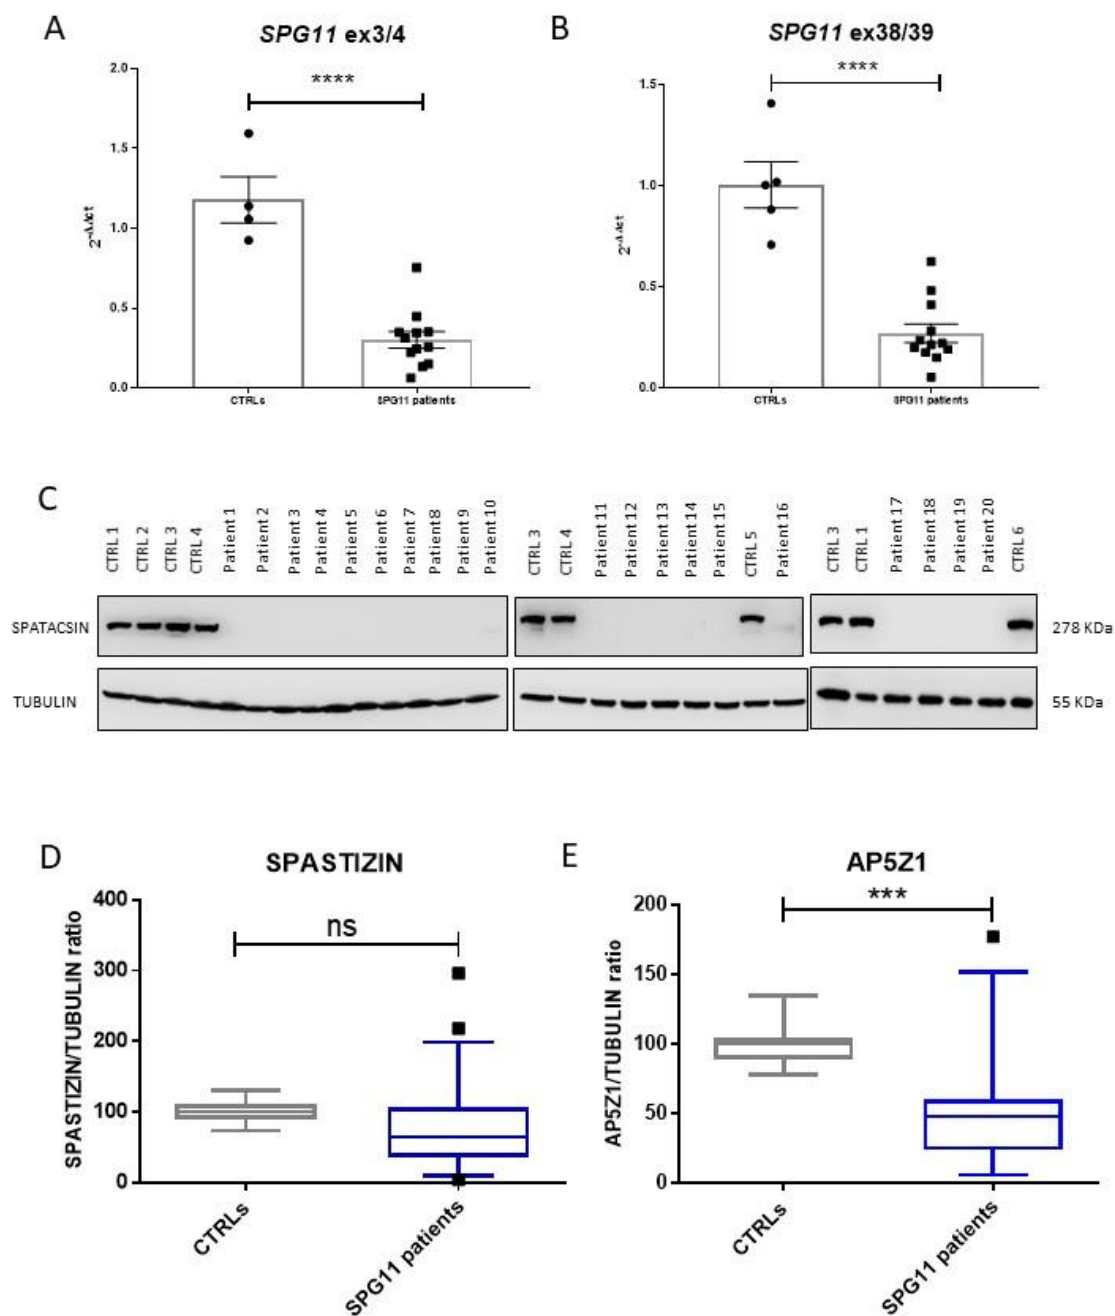 A
SPG11 ex3/4
2.0
1.5
1.0
0.5
0.0
2^-ΔΔct
****
CTRLs
SPG11 patients
B
SPG11 ex38/39
1.5
1.0
0.5
0.0
2^-ΔΔct
****
CTRLs
SPG11 patients
C
CTRL 1
CTRL 2
CTRL 3
CTRL 4
Patient 1
Patient 2
Patient 3
Patient 4
Patient 5
Patient 6
Patient 7
Patient 8
Patient 9
Patient 10
CTRL 3
CTRL 4
Patient 11
Patient 12
Patient 13
Patient 14
Patient 15
CTRL 5
Patient 16
CTRL 3
CTRL 1
Patient 17
Patient 18
Patient 19
Patient 20
CTRL 6
SPATACSIN
278 KDa
TUBULIN
55 KDa
D
SPASTIZIN
SPASTIZIN/TUBULIN ratio
400
300
200
100
0
ns
CTRLs
SPG11 patients
E
AP5Z1
AP5Z1/TUBULIN ratio
200
150
100
50
0
***
CTRLs
SPG11 patients